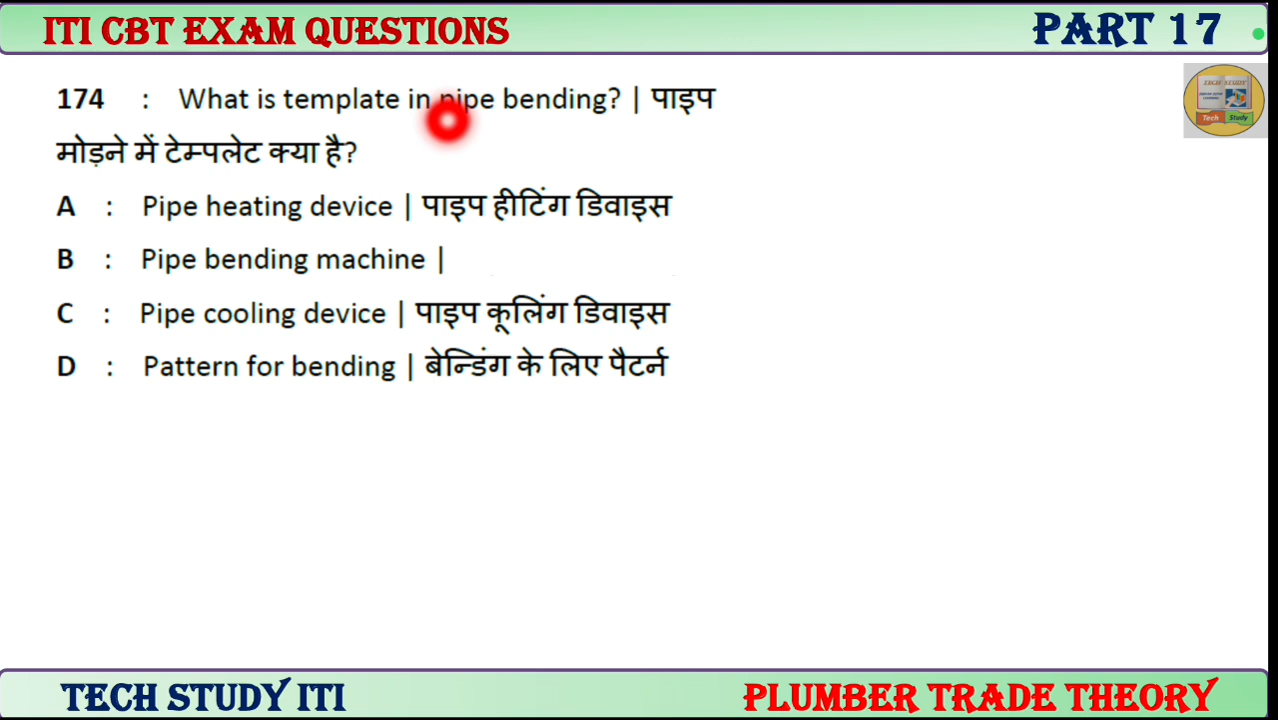 ITI CBT EXAM QUESTIONS PART 17
174 : What is template in pipe bending? | पाइप
मोड़ने में टेम्पलेट क्या है?
A : Pipe heating device | पाइप हीटिंग डिवाइस
B : Pipe bending machine |
C : Pipe cooling device | पाइप कूलिंग डिवाइस
D : Pattern for bending | बेन्डिंग के लिए पैटर्न
Tech Study
TECH STUDY ITI PLUMBER TRADE THEORY